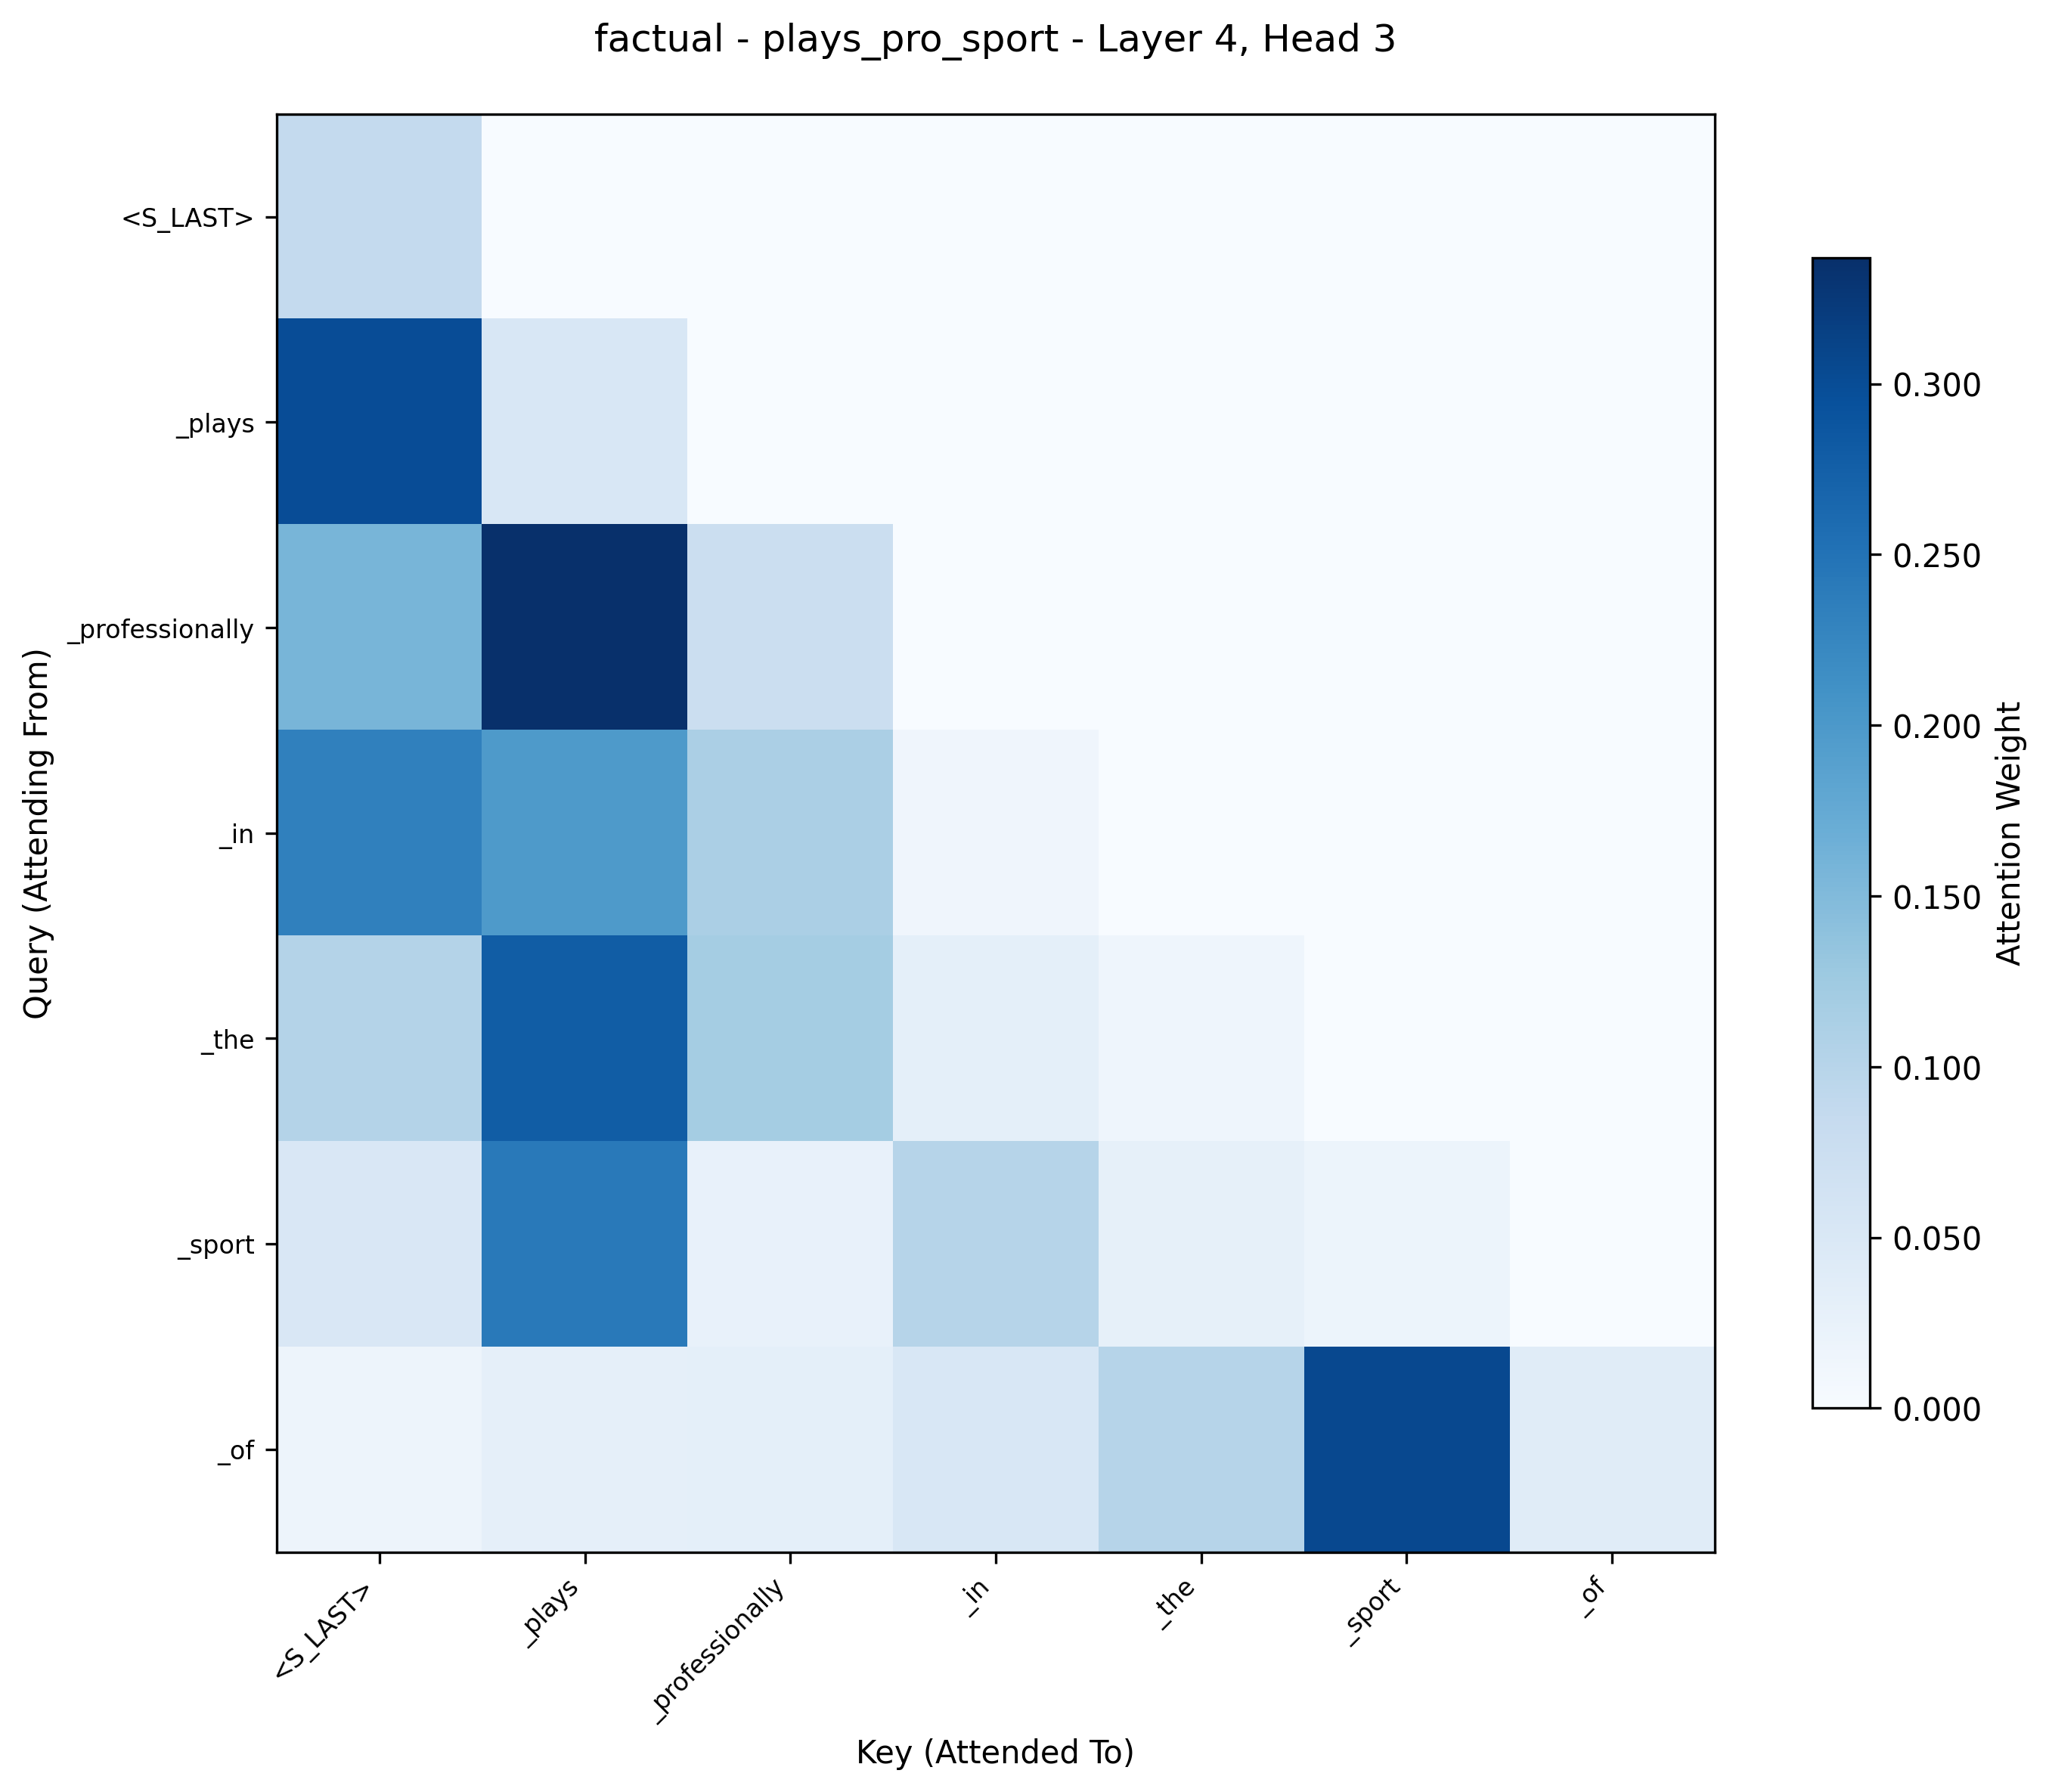 factual - plays_pro_sport - Layer 4, Head 3
<S_LAST>
_plays
_professionally
_in
_the
_sport
_of
Query (Attending From)
<S_LAST>
_plays
_professionally
_in
_the
_sport
_of
Key (Attended To)
0.300
0.250
0.200
0.150
0.100
0.050
0.000
Attention Weight